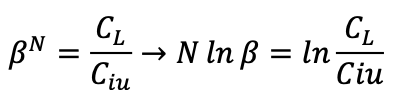 β^N = C_L / C_iu → N ln β = ln C_L / Ciu